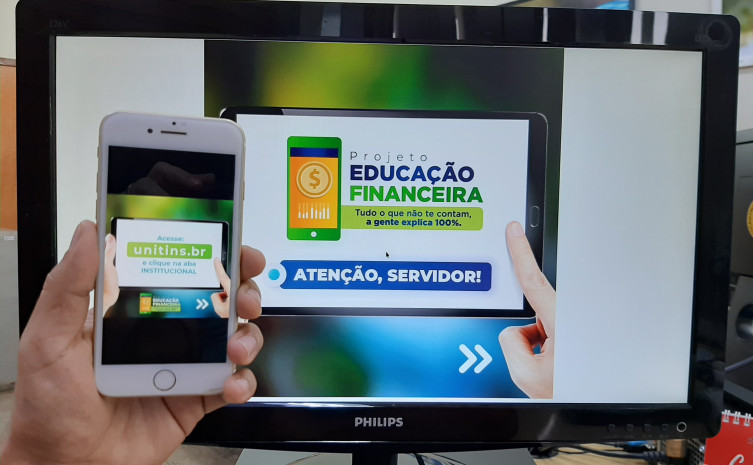 Projeto
EDUCAÇÃO
FINANCEIRA
Tudo o que não te contam,
a gente explica 100%.
ATENÇÃO, SERVIDOR!
Acesse:
unitins.br
e clique na aba
INSTITUCIONAL
EDUCAÇÃO
FINANCEIRA
PHILIPS